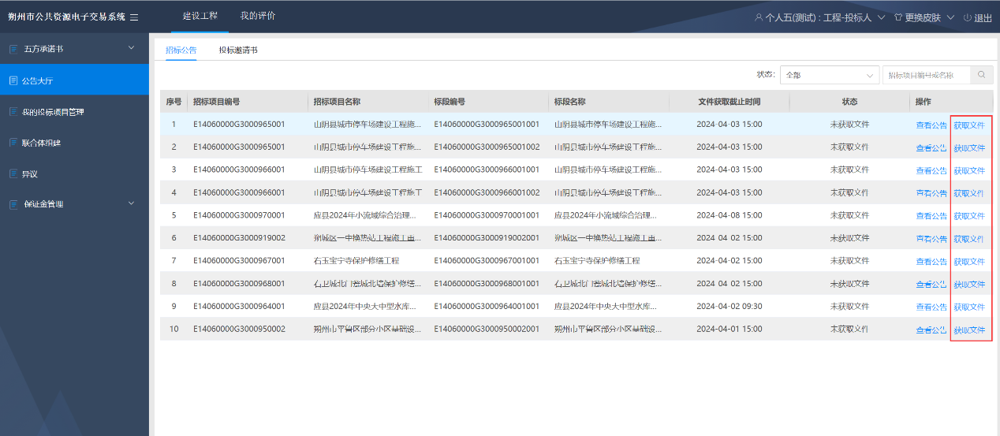 朔州市公共资源电子交易系统 建设工程 我的评价 个人五(测试) : 工程-投标人 更换皮肤 退出
五方承诺书
公告大厅
我的投标项目管理
联合体组建
异议
保证金管理
招标公告 投标邀请书
状态: 全部 招标项目编号或名称
序号 招标项目编号 招标项目名称 标段编号 标段名称 文件获取截止时间 状态 操作
1 E14060000G3000965001 山阴县城市停车场建设工程施... E14060000G3000965001001 山阴县城市停车场建设工程施... 2024-04-03 15:00 未获取文件 查看公告 获取文件
2 E14060000G3000965001 山阴县城市停车场建设工程施... E14060000G3000965001002 山阴县城市停车场建设工程施... 2024-04-03 15:00 未获取文件 查看公告 获取文件
3 E14060000G3000966001 山阴县城市停车场建设工程施工 E14060000G3000966001001 山阴县城市停车场建设工程施... 2024-04-03 15:00 未获取文件 查看公告 获取文件
4 E14060000G3000966001 山阴县城市停车场建设工程施工 E14060000G3000966001002 山阴县城市停车场建设工程施... 2024-04-03 15:00 未获取文件 查看公告 获取文件
5 E14060000G3000970001 应县2024年小流域综合治理... E14060000G3000970001001 应县2024年小流域综合治理... 2024-04-08 15:00 未获取文件 查看公告 获取文件
6 E14060000G3000919002 朔城区一中换热站工程施工重... E14060000G3000919002001 朔城区一中换热站工程施工重... 2024-04-02 15:00 未获取文件 查看公告 获取文件
7 E14060000G3000967001 右玉宝宁寺保护修缮工程 E14060000G3000967001001 右玉宝宁寺保护修缮工程 2024-04-02 15:00 未获取文件 查看公告 获取文件
8 E14060000G3000968001 右卫城北门瓮城北墙保护修缮... E14060000G3000968001001 右卫城北门瓮城北墙保护修缮... 2024-04-02 15:00 未获取文件 查看公告 获取文件
9 E14060000G3000964001 应县2024年中央大中型水库... E14060000G3000964001001 应县2024年中央大中型水库... 2024-04-02 09:30 未获取文件 查看公告 获取文件
10 E14060000G3000950002 朔州市平鲁区部分小区基础设... E14060000G3000950002001 朔州市平鲁区部分小区基础设... 2024-04-01 15:00 未获取文件 查看公告 获取文件